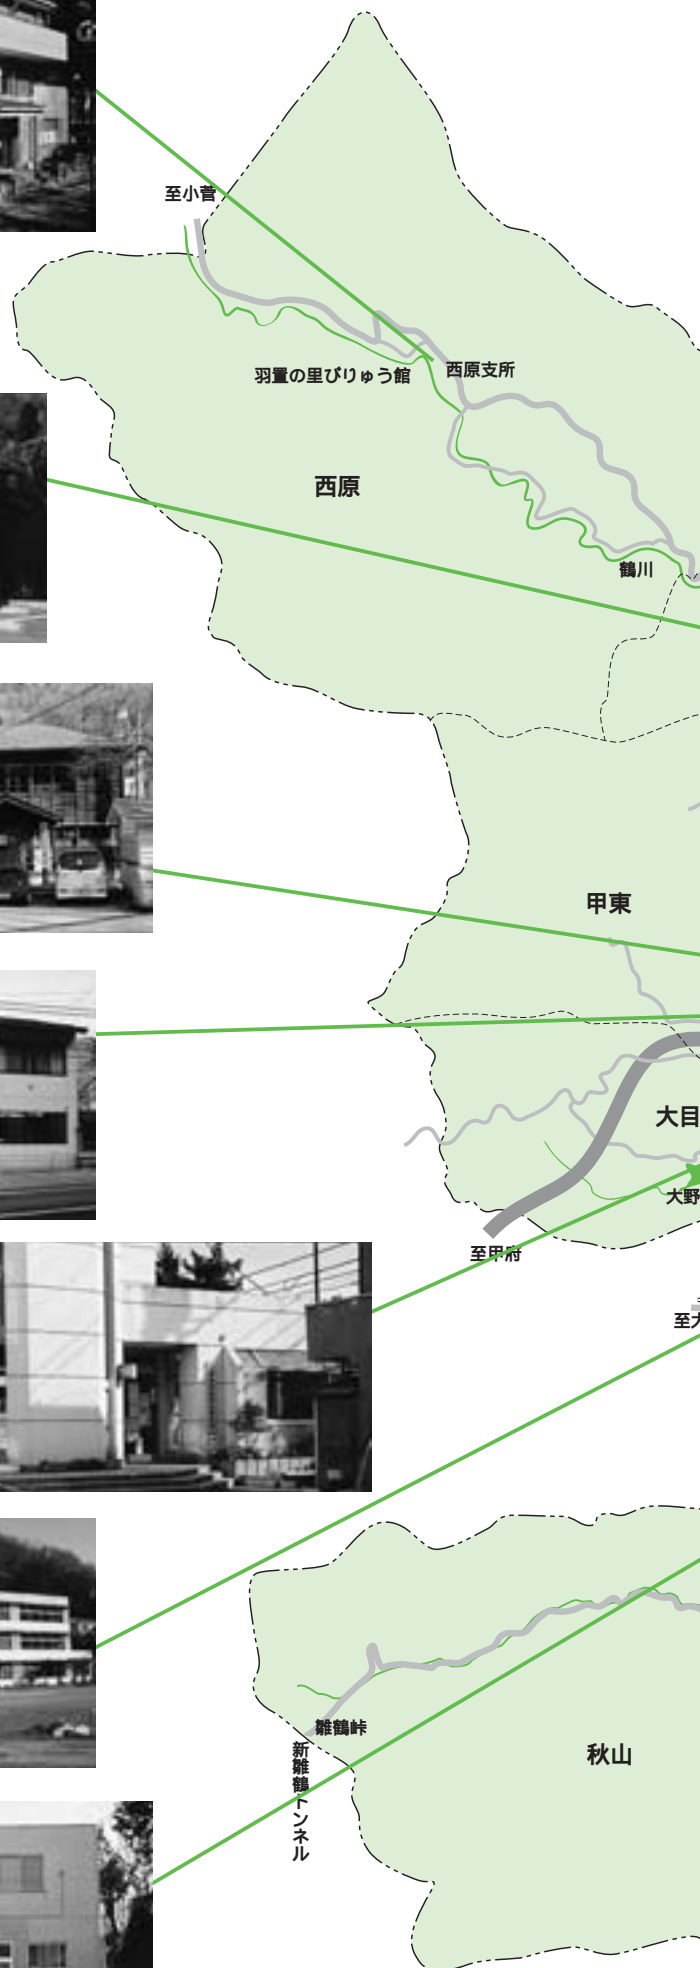 至小菅
羽置の里びりゅう館
西原支所
西原
鶴川
甲東
大目
大野
至甲府
至大
雛鶴峠
新雛鶴トンネル
秋山